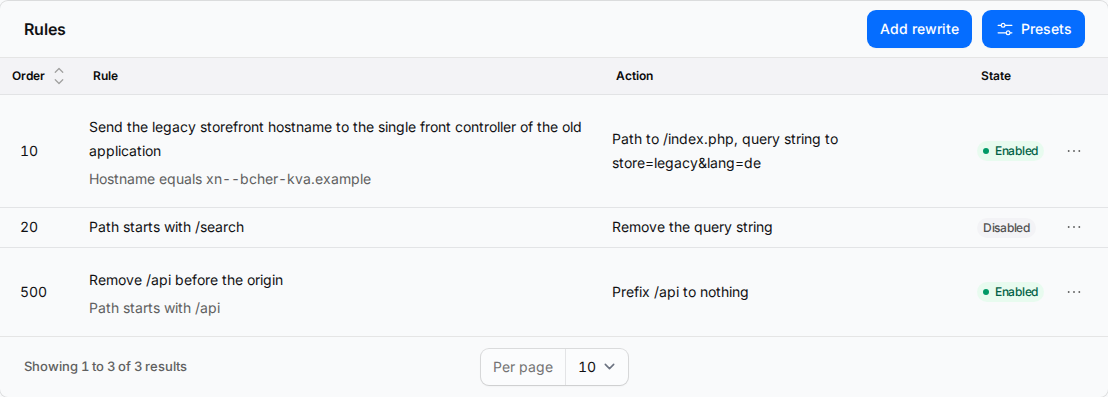 Rules
Add rewrite
Presets
Order
Rule
Action
State
10
Send the legacy storefront hostname to the single front controller of the old
application
Hostname equals xn--bcher-kva.example
Path to /index.php, query string to
store=legacy&lang=de
Enabled
20
Path starts with /search
Remove the query string
Disabled
500
Remove /api before the origin
Path starts with /api
Prefix /api to nothing
Enabled
Showing 1 to 3 of 3 results
Per page
10